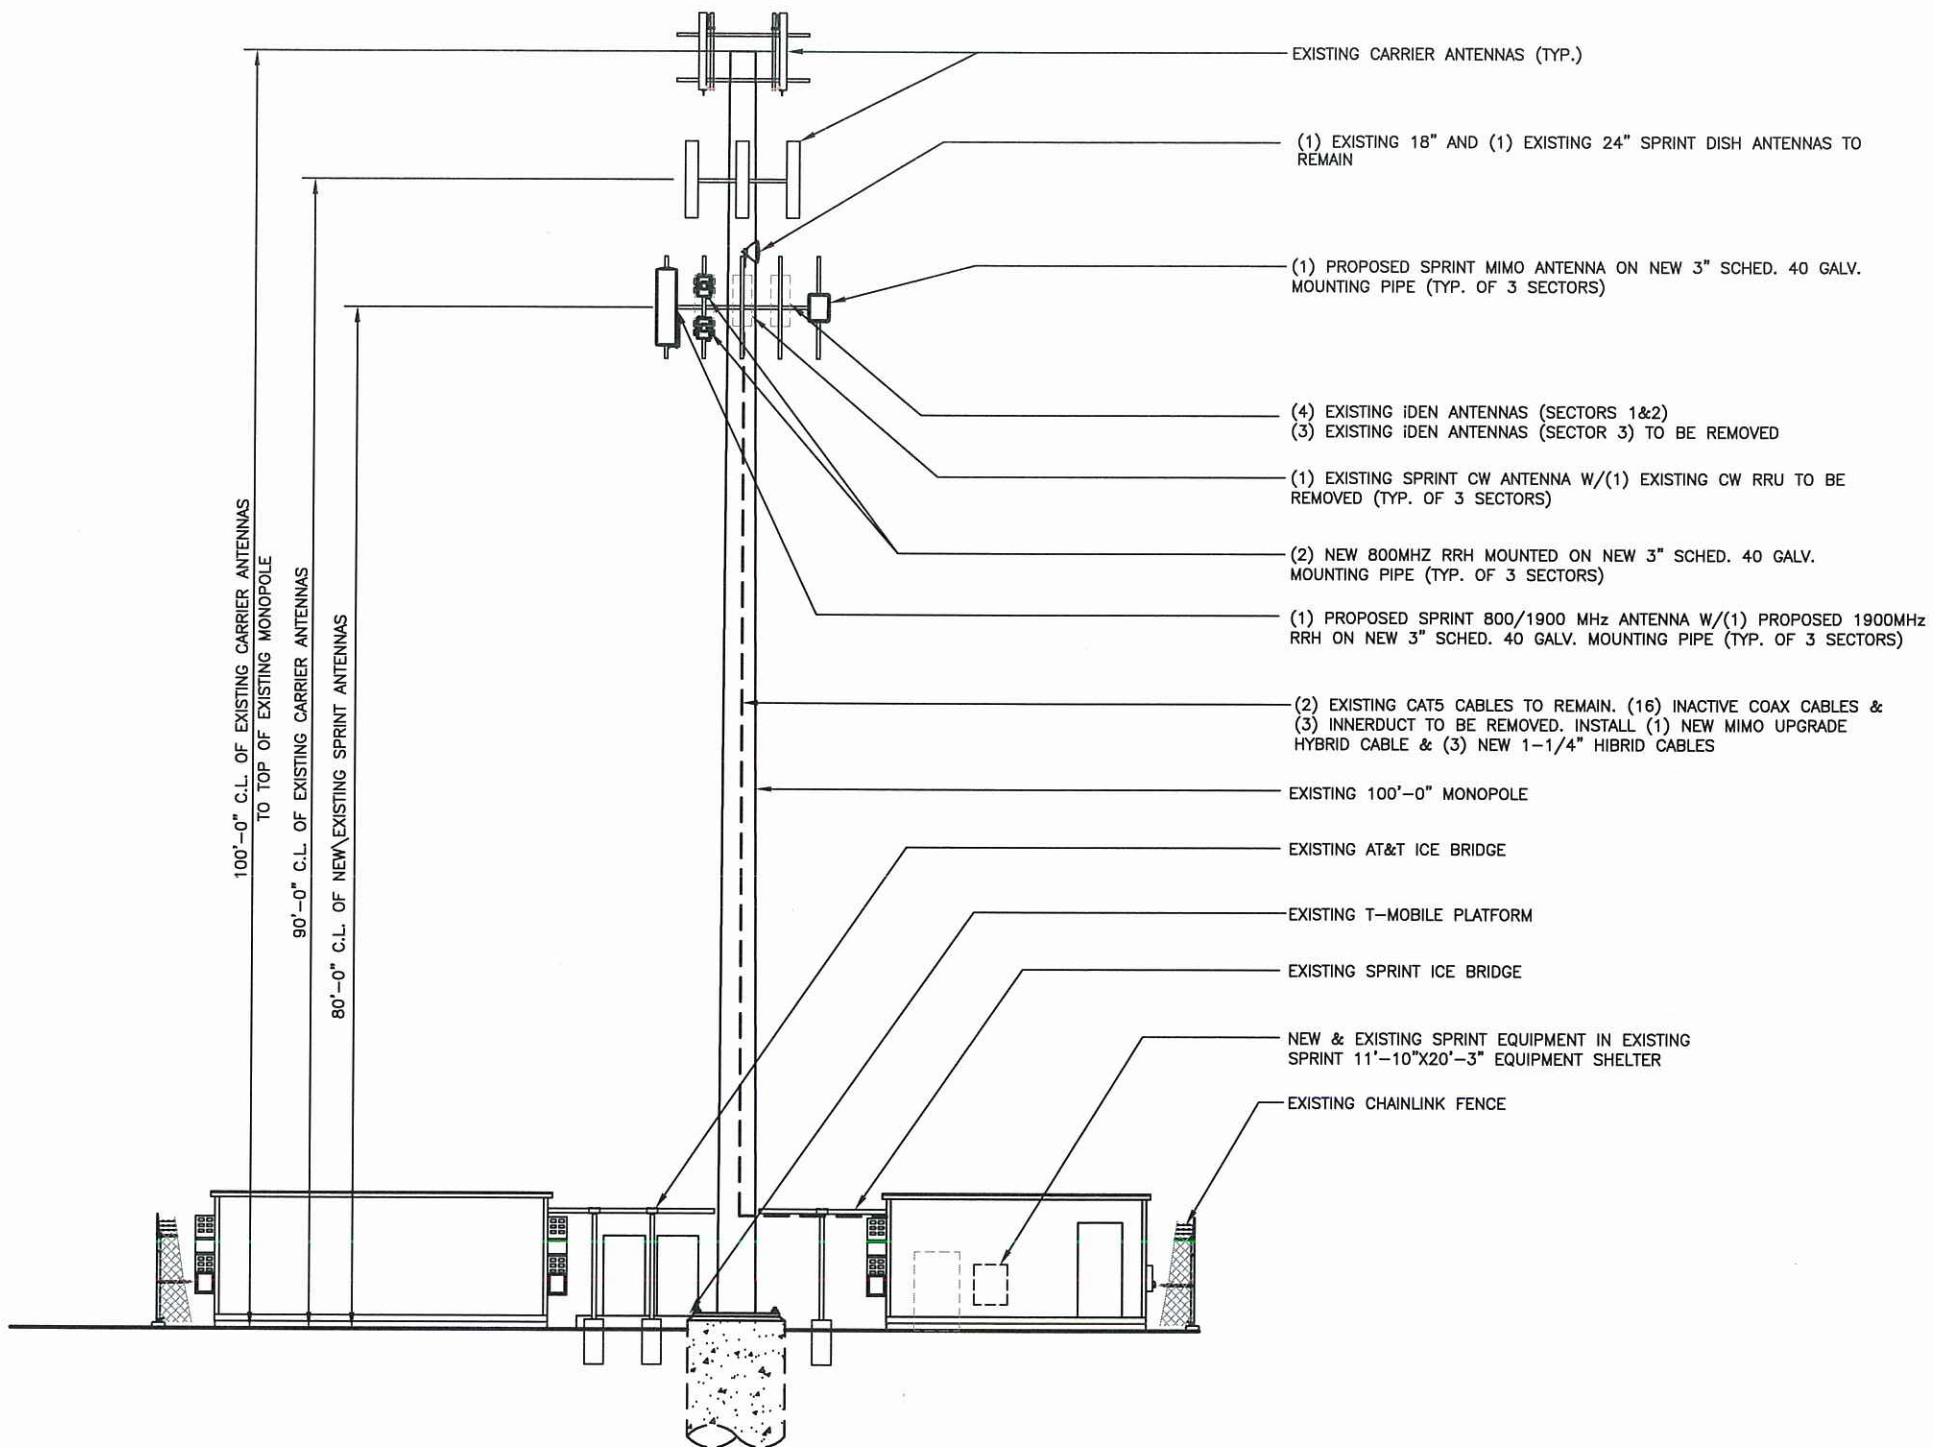 EXISTING CARRIER ANTENNAS (TYP.)
(1) EXISTING 18" AND (1) EXISTING 24" SPRINT DISH ANTENNAS TO
REMAIN
(1) PROPOSED SPRINT MIMO ANTENNA ON NEW 3" SCHED. 40 GALV.
MOUNTING PIPE (TYP. OF 3 SECTORS)
(4) EXISTING iDEN ANTENNAS (SECTORS 1&2)
(3) EXISTING iDEN ANTENNAS (SECTOR 3) TO BE REMOVED
(1) EXISTING SPRINT CW ANTENNA W/(1) EXISTING CW RRU TO BE
REMOVED (TYP. OF 3 SECTORS)
(2) NEW 800MHZ RRH MOUNTED ON NEW 3" SCHED. 40 GALV.
MOUNTING PIPE (TYP. OF 3 SECTORS)
(1) PROPOSED SPRINT 800/1900 MHz ANTENNA W/(1) PROPOSED 1900MHz
RRH ON NEW 3" SCHED. 40 GALV. MOUNTING PIPE (TYP. OF 3 SECTORS)
(2) EXISTING CAT5 CABLES TO REMAIN. (16) INACTIVE COAX CABLES &
(3) INNERDUCT TO BE REMOVED. INSTALL (1) NEW MIMO UPGRADE
HYBRID CABLE & (3) NEW 1-1/4" HIBRID CABLES
EXISTING 100'-0" MONOPOLE
EXISTING AT&T ICE BRIDGE
EXISTING T-MOBILE PLATFORM
EXISTING SPRINT ICE BRIDGE
NEW & EXISTING SPRINT EQUIPMENT IN EXISTING
SPRINT 11'-10"X20'-3" EQUIPMENT SHELTER
EXISTING CHAINLINK FENCE
100'-0" C.L. OF EXISTING CARRIER ANTENNAS
TO TOP OF EXISTING MONOPOLE
90'-0" C.L. OF EXISTING CARRIER ANTENNAS
80'-0" C.L. OF NEW\EXISTING SPRINT ANTENNAS